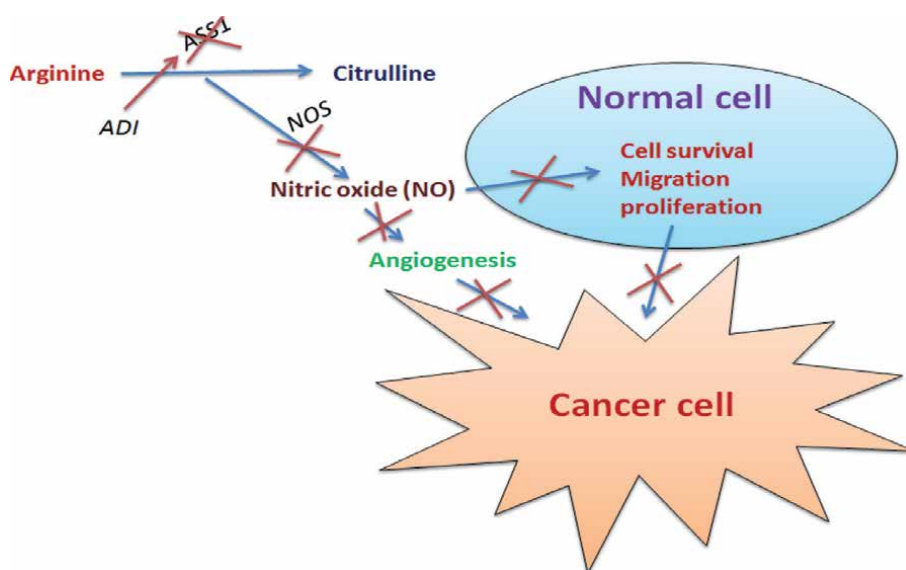 ASS1
Arginine
Citrulline
ADI
NOS
Nitric oxide (NO)
Angiogenesis
Normal cell
Cell survival
Migration
proliferation
Cancer cell